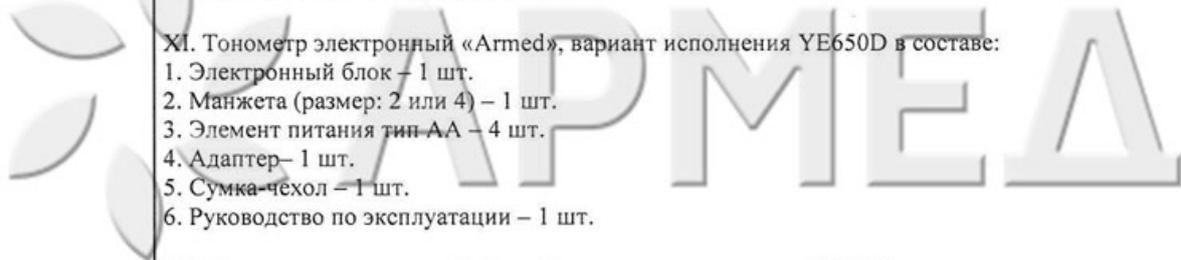 XI. Тонометр электронный «Armed», вариант исполнения YE650D в составе:
1. Электронный блок – 1 шт.
2. Манжета (размер: 2 или 4) – 1 шт.
3. Элемент питания тип АА – 4 шт.
4. Адаптер– 1 шт.
5. Сумка-чехол – 1 шт.
6. Руководство по эксплуатации – 1 шт.
АРМЕД